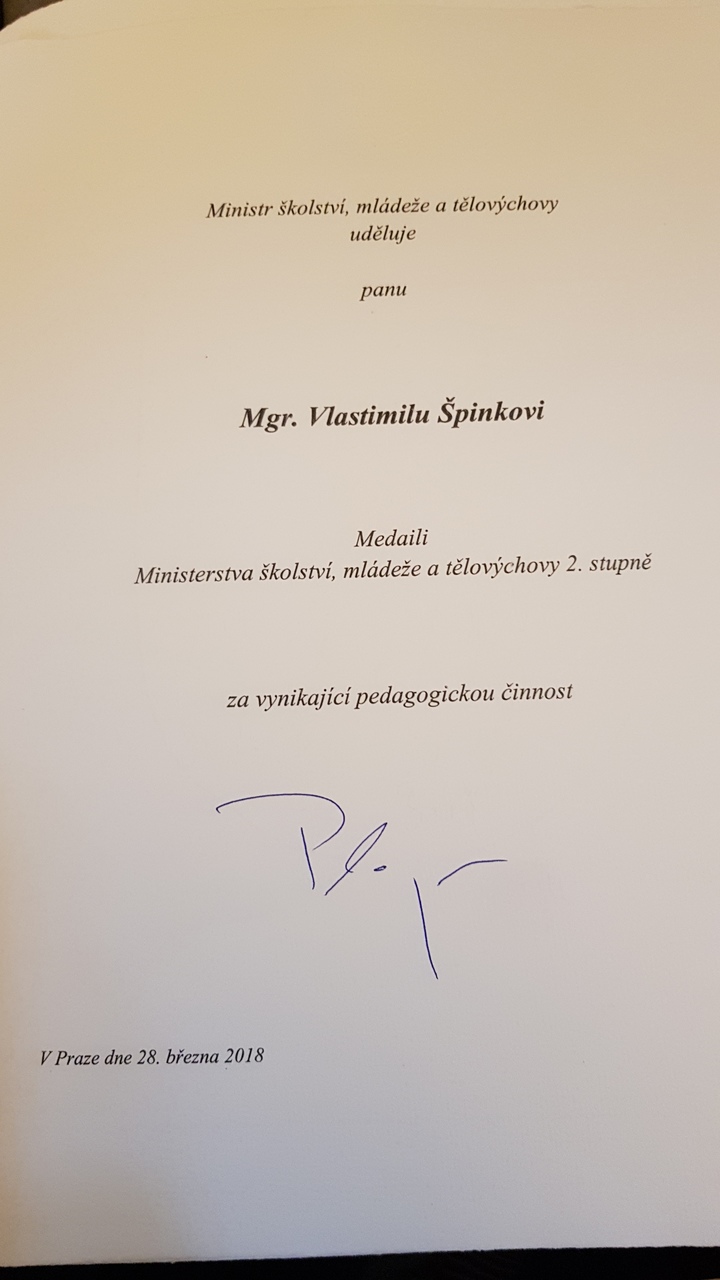 Ministr školství, mládeže a tělovýchovy
uděluje
panu
Mgr. Vlastimilu Špinkovi
Medaili
Ministerstva školství, mládeže a tělovýchovy 2. stupně
za vynikající pedagogickou činnost
V Praze dne 28. března 2018